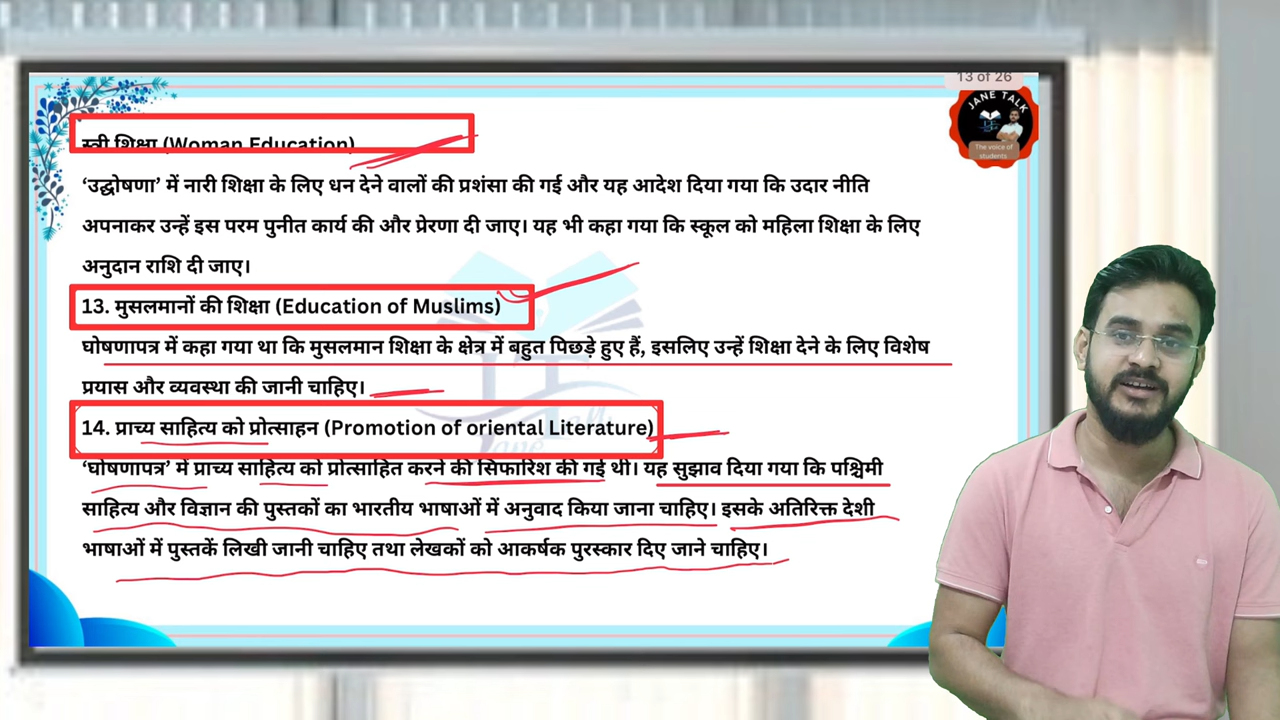 13 of 26
JANE TALK
The voice of
students
स्त्री शिक्षा (Woman Education)
‘उद्घोषणा’ में नारी शिक्षा के लिए धन देने वालों की प्रशंसा की गई और यह आदेश दिया गया कि उदार नीति
अपनाकर उन्हें इस परम पुनीत कार्य की और प्रेरणा दी जाए। यह भी कहा गया कि स्कूल को महिला शिक्षा के लिए
अनुदान राशि दी जाए।
13. मुसलमानों की शिक्षा (Education of Muslims)
घोषणापत्र में कहा गया था कि मुसलमान शिक्षा के क्षेत्र में बहुत पिछड़े हुए हैं, इसलिए उन्हें शिक्षा देने के लिए विशेष
प्रयास और व्यवस्था की जानी चाहिए।
14. प्राच्य साहित्य को प्रोत्साहन (Promotion of oriental Literature)
‘घोषणापत्र’ में प्राच्य साहित्य को प्रोत्साहित करने की सिफारिश की गई थी। यह सुझाव दिया गया कि पश्चिमी
साहित्य और विज्ञान की पुस्तकों का भारतीय भाषाओं में अनुवाद किया जाना चाहिए। इसके अतिरिक्त देशी
भाषाओं में पुस्तकें लिखी जानी चाहिए तथा लेखकों को आकर्षक पुरस्कार दिए जाने चाहिए।